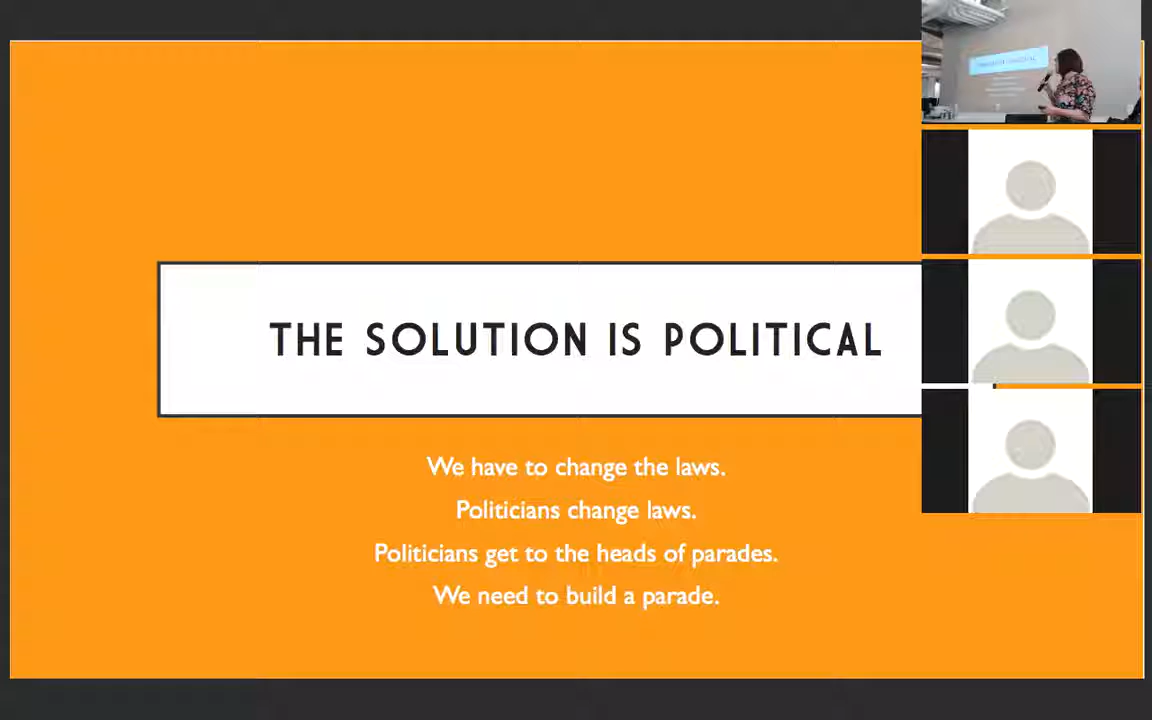 THE SOLUTION IS POLITICAL
We have to change the laws.
Politicians change laws.
Politicians get to the heads of parades.
We need to build a parade.